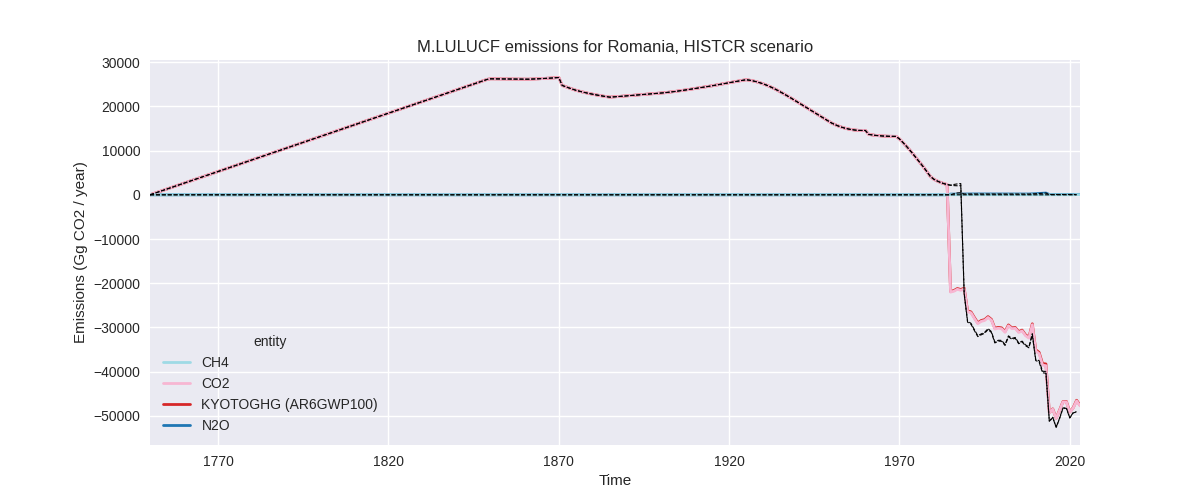 M.LULUCF emissions for Romania, HISTCR scenario
30000
20000
10000
0
−10000
−20000
−30000
−40000
−50000
Emissions (Gg CO2 / year)
entity
CH4
CO2
KYOTOGHG (AR6GWP100)
N2O
1770
1820
1870
1920
1970
2020
Time